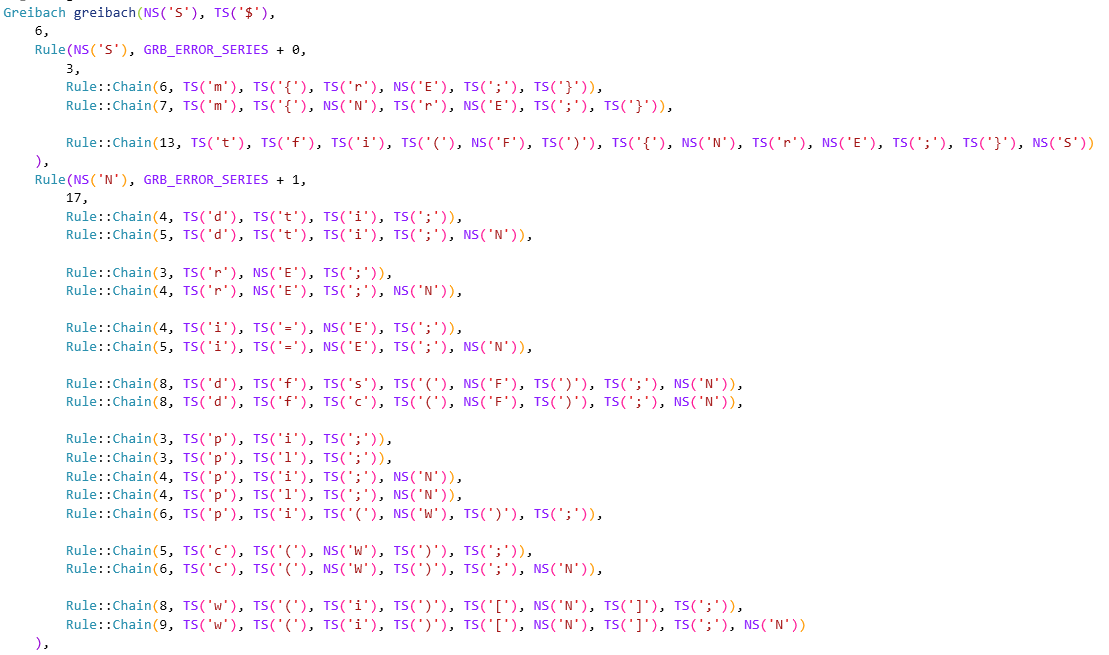 Greibach greibach(NS('S'), TS('$'),
    6,
    Rule(NS('S'), GRB_ERROR_SERIES + 0,
        3,
        Rule::Chain(6, TS('m'), TS('{'), TS('r'), NS('E'), TS(';'), TS('}')),
        Rule::Chain(7, TS('m'), TS('{'), NS('N'), TS('r'), NS('E'), TS(';'), TS('}')),

        Rule::Chain(13, TS('t'), TS('f'), TS('i'), TS('('), NS('F'), TS(')'), TS('{'), NS('N'), TS('r'), NS('E'), TS(';'), TS('}'), NS('S'))
    ),
    Rule(NS('N'), GRB_ERROR_SERIES + 1,
        17,
        Rule::Chain(4, TS('d'), TS('t'), TS('i'), TS(';')),
        Rule::Chain(5, TS('d'), TS('t'), TS('i'), TS(';'), NS('N')),

        Rule::Chain(3, TS('r'), NS('E'), TS(';')),
        Rule::Chain(4, TS('r'), NS('E'), TS(';'), NS('N')),

        Rule::Chain(4, TS('i'), TS('='), NS('E'), TS(';')),
        Rule::Chain(5, TS('i'), TS('='), NS('E'), TS(';'), NS('N')),

        Rule::Chain(8, TS('d'), TS('f'), TS('s'), TS('('), NS('F'), TS(')'), TS(';'), NS('N')),
        Rule::Chain(8, TS('d'), TS('f'), TS('c'), TS('('), NS('F'), TS(')'), TS(';'), NS('N')),

        Rule::Chain(3, TS('p'), TS('i'), TS(';')),
        Rule::Chain(3, TS('p'), TS('l'), TS(';')),
        Rule::Chain(4, TS('p'), TS('i'), TS(';'), NS('N')),
        Rule::Chain(4, TS('p'), TS('l'), TS(';'), NS('N')),
        Rule::Chain(6, TS('p'), TS('i'), TS('('), NS('W'), TS(')'), TS(';')),

        Rule::Chain(5, TS('c'), TS('('), NS('W'), TS(')'), TS(';')),
        Rule::Chain(6, TS('c'), TS('('), NS('W'), TS(')'), TS(';'), NS('N')),

        Rule::Chain(8, TS('w'), TS('('), TS('i'), TS(')'), TS('['), NS('N'), TS(']'), TS(';')),
        Rule::Chain(9, TS('w'), TS('('), TS('i'), TS(')'), TS('['), NS('N'), TS(']'), TS(';'), NS('N'))
    ),